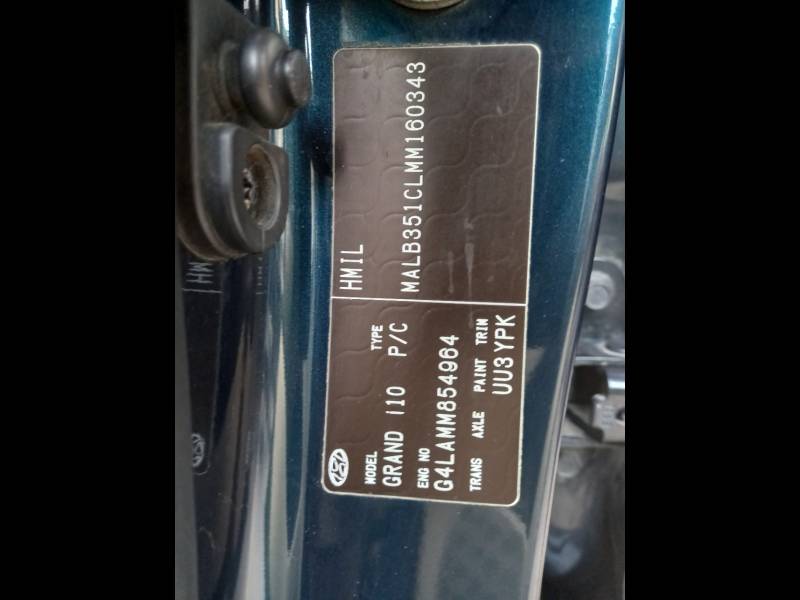 HMIL
MALB351CLMM160343
MODEL TYPE
GRAND i10 P/C
ENG NO
G4LAMM854964
TRANS AXLE PAINT TRIM
UU3 YPK